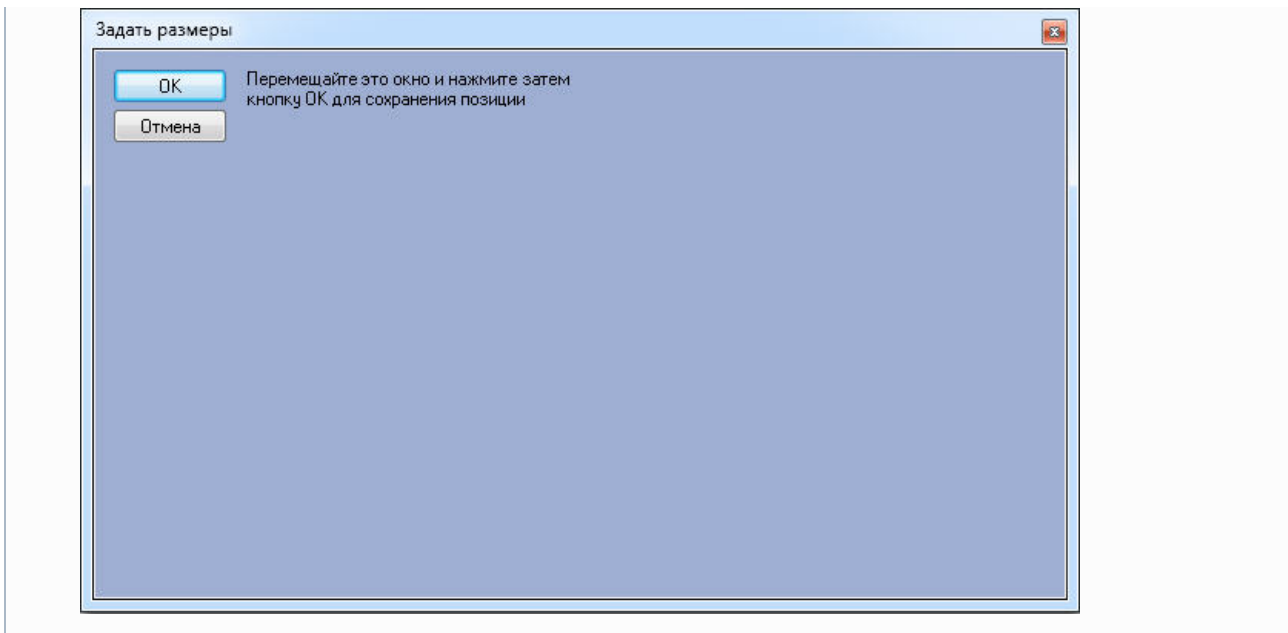 Задать размеры
OK
Перемещайте это окно и нажмите затем
кнопку OK для сохранения позиции
Отмена